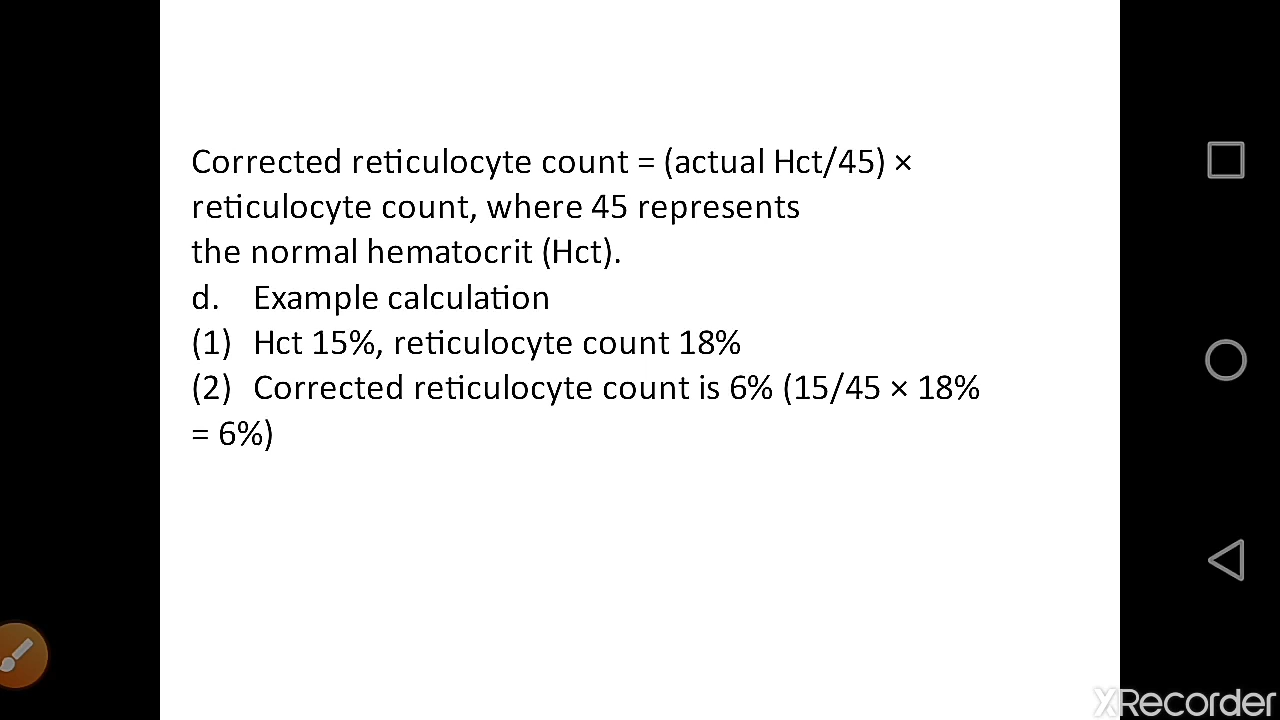 Corrected reticulocyte count = (actual Hct/45) ×
reticulocyte count, where 45 represents
the normal hematocrit (Hct).
d. Example calculation
(1) Hct 15%, reticulocyte count 18%
(2) Corrected reticulocyte count is 6% (15/45 × 18%
= 6%)
XRecorder